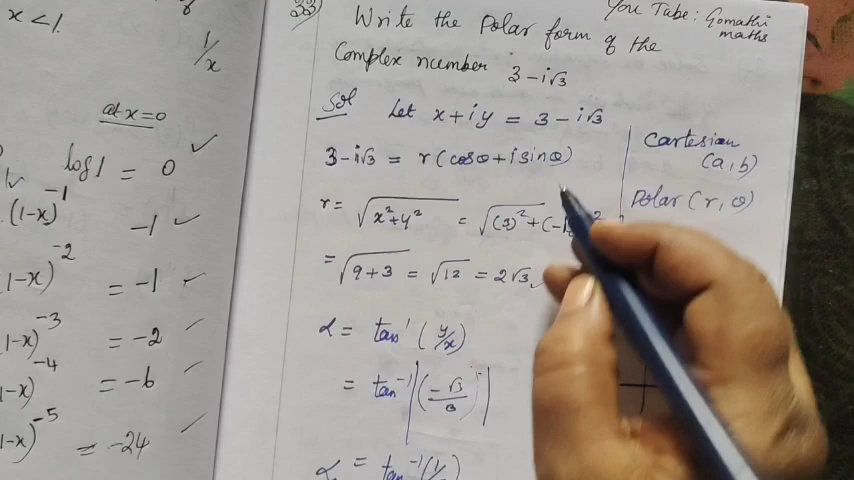 x < 1.
1/x
at x=0
log 1 = 0 ✓
(1-x)^-1 -1 ✓
1-x)^-2 = -1 ✓
1-x)^-3 = -2 ✓
1-x)^-4 = -6 ✓
1-x)^-5 = -24 ✓
You Tube: Gomathi
maths
Write the Polar form of the
Complex number 3-i√3
Sol Let x+iy = 3-i√3
3-i√3 = r(cosθ+isinθ)
r = √x²+y² = √(3)²+(-
= √9+3 = √12 = 2√3
α = tan' (y/x)
= tan^-1 |(-√3/3)|
α = tan^-1(1/
Cartesian
(a,b)
Polar (r,θ)